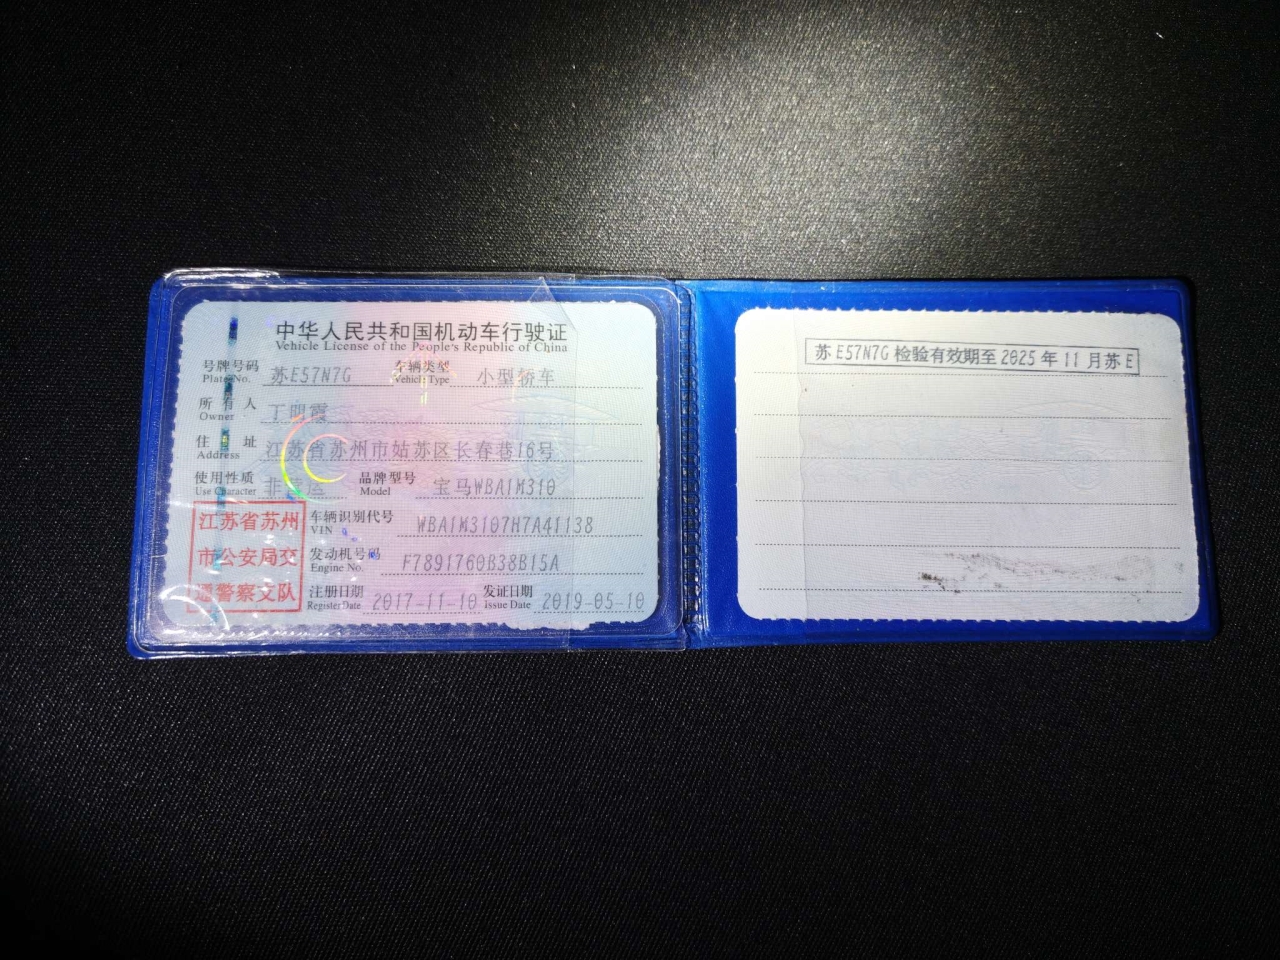 中华人民共和国机动车行驶证
Vehicle License of the People's Republic of China
号牌号码 苏E57N7G 车辆类型 小型轿车
Plate No. Vehicle Type
所有人 丁明霞
Owner
住址 江苏省苏州市姑苏区长春巷16号
Address
使用性质 非营运 品牌型号 宝马WBA1M310
Use Character Model
江苏省苏州
市公安局交
通警察支队
车辆识别代号 WBA1M3107H7A41138
VIN
发动机号码 F7891760B38B15A
Engine No.
注册日期 2017-11-10 发证日期 2019-05-10
Register Date Issue Date
苏E57N7G 检验有效期至 2025 年 11 月苏 E